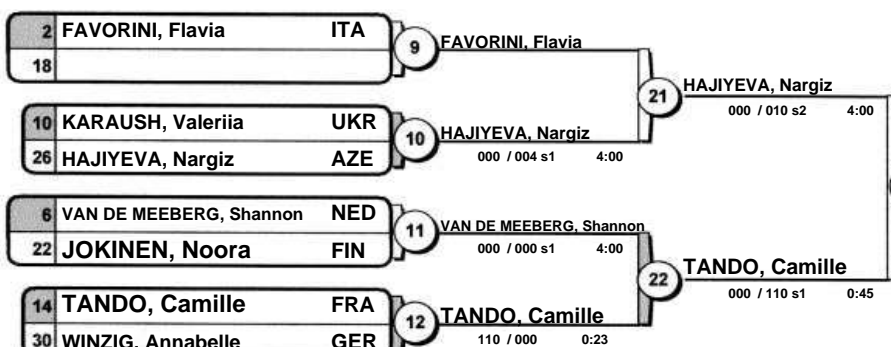 2 FAVORINI, Flavia ITA
18
9
FAVORINI, Flavia
10 KARAUSH, Valeriia UKR
26 HAJIYEVA, Nargiz AZE
10
HAJIYEVA, Nargiz
000 / 004 s1 4:00
21
HAJIYEVA, Nargiz
000 / 010 s2 4:00
6 VAN DE MEEBERG, Shannon NED
22 JOKINEN, Noora FIN
11
VAN DE MEEBERG, Shannon
000 / 000 s1 4:00
14 TANDO, Camille FRA
30 WINZIG, Annabelle GER
12
TANDO, Camille
110 / 000 0:23
22
TANDO, Camille
000 / 110 s1 0:45